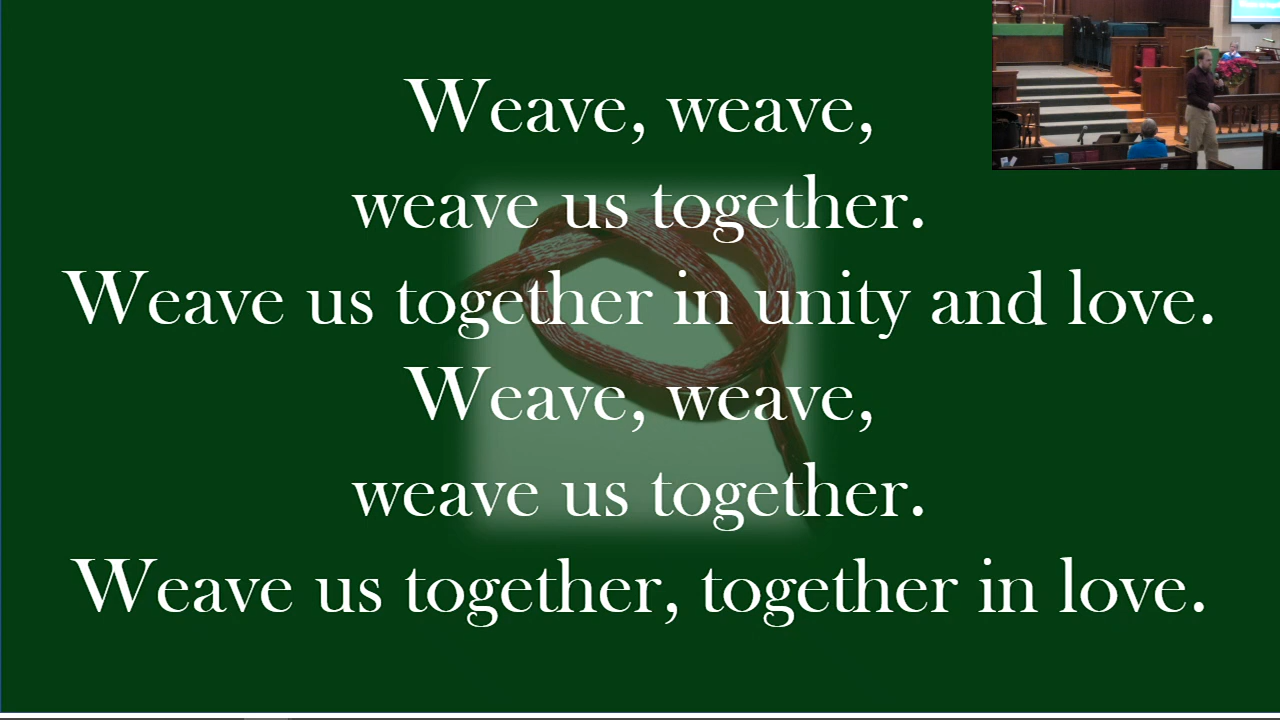 Weave, weave,
weave us together.
Weave us together in unity and love.
Weave, weave,
weave us together.
Weave us together, together in love.